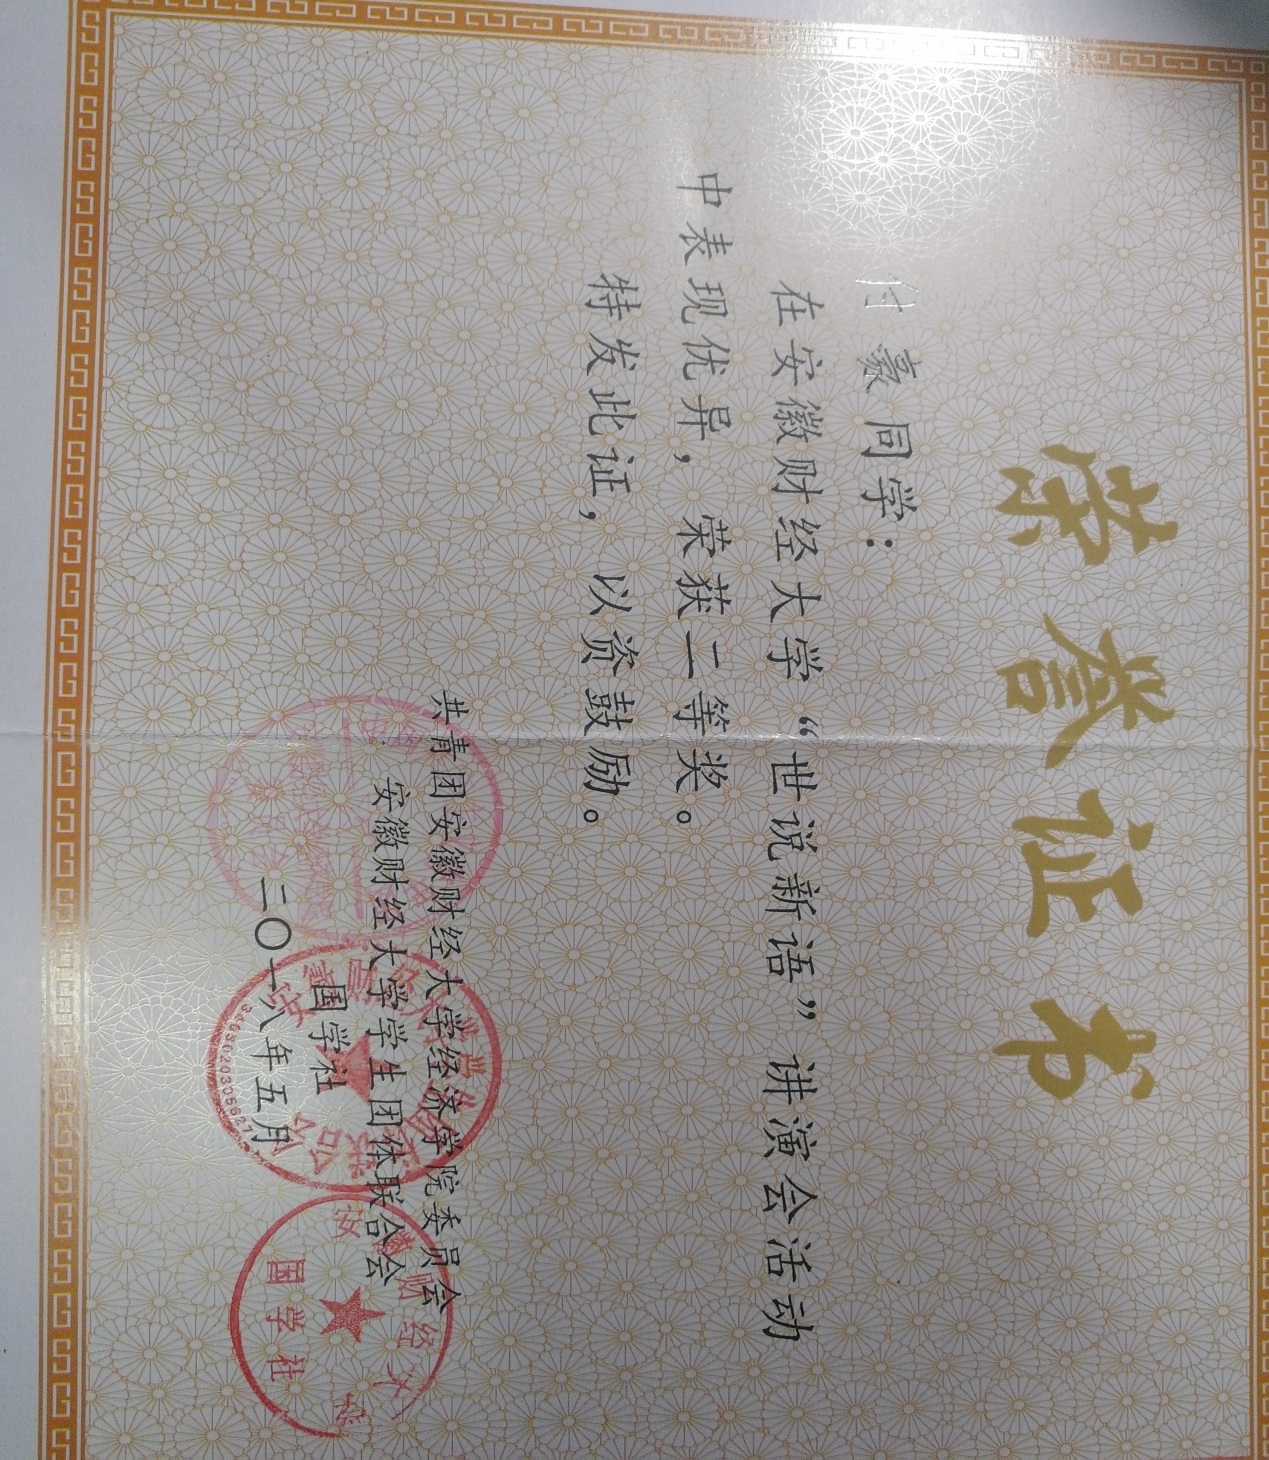 荣誉证书
付豪同学：
在安徽财经大学“世说新语”讲演会活动
中表现优异，荣获二等奖。
特发此证，以资鼓励。
共青团安徽财经大学经济学院委员会
安徽财经大学学生团体联合会
国学社
二〇一八年五月
安徽财经大学
国学社